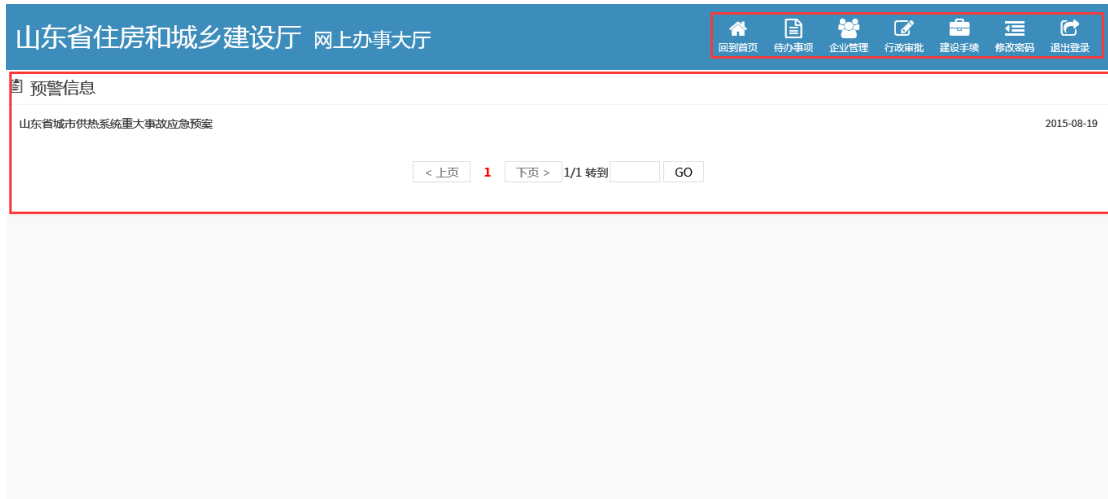 山东省住房和城乡建设厅 网上办事大厅
回到首页 待办事项 企业管理 行政审批 建设手续 修改密码 退出登录
预警信息
山东省城市供热系统重大事故应急预案 2015-08-19
< 上页 1 下页 > 1/1 转到 GO